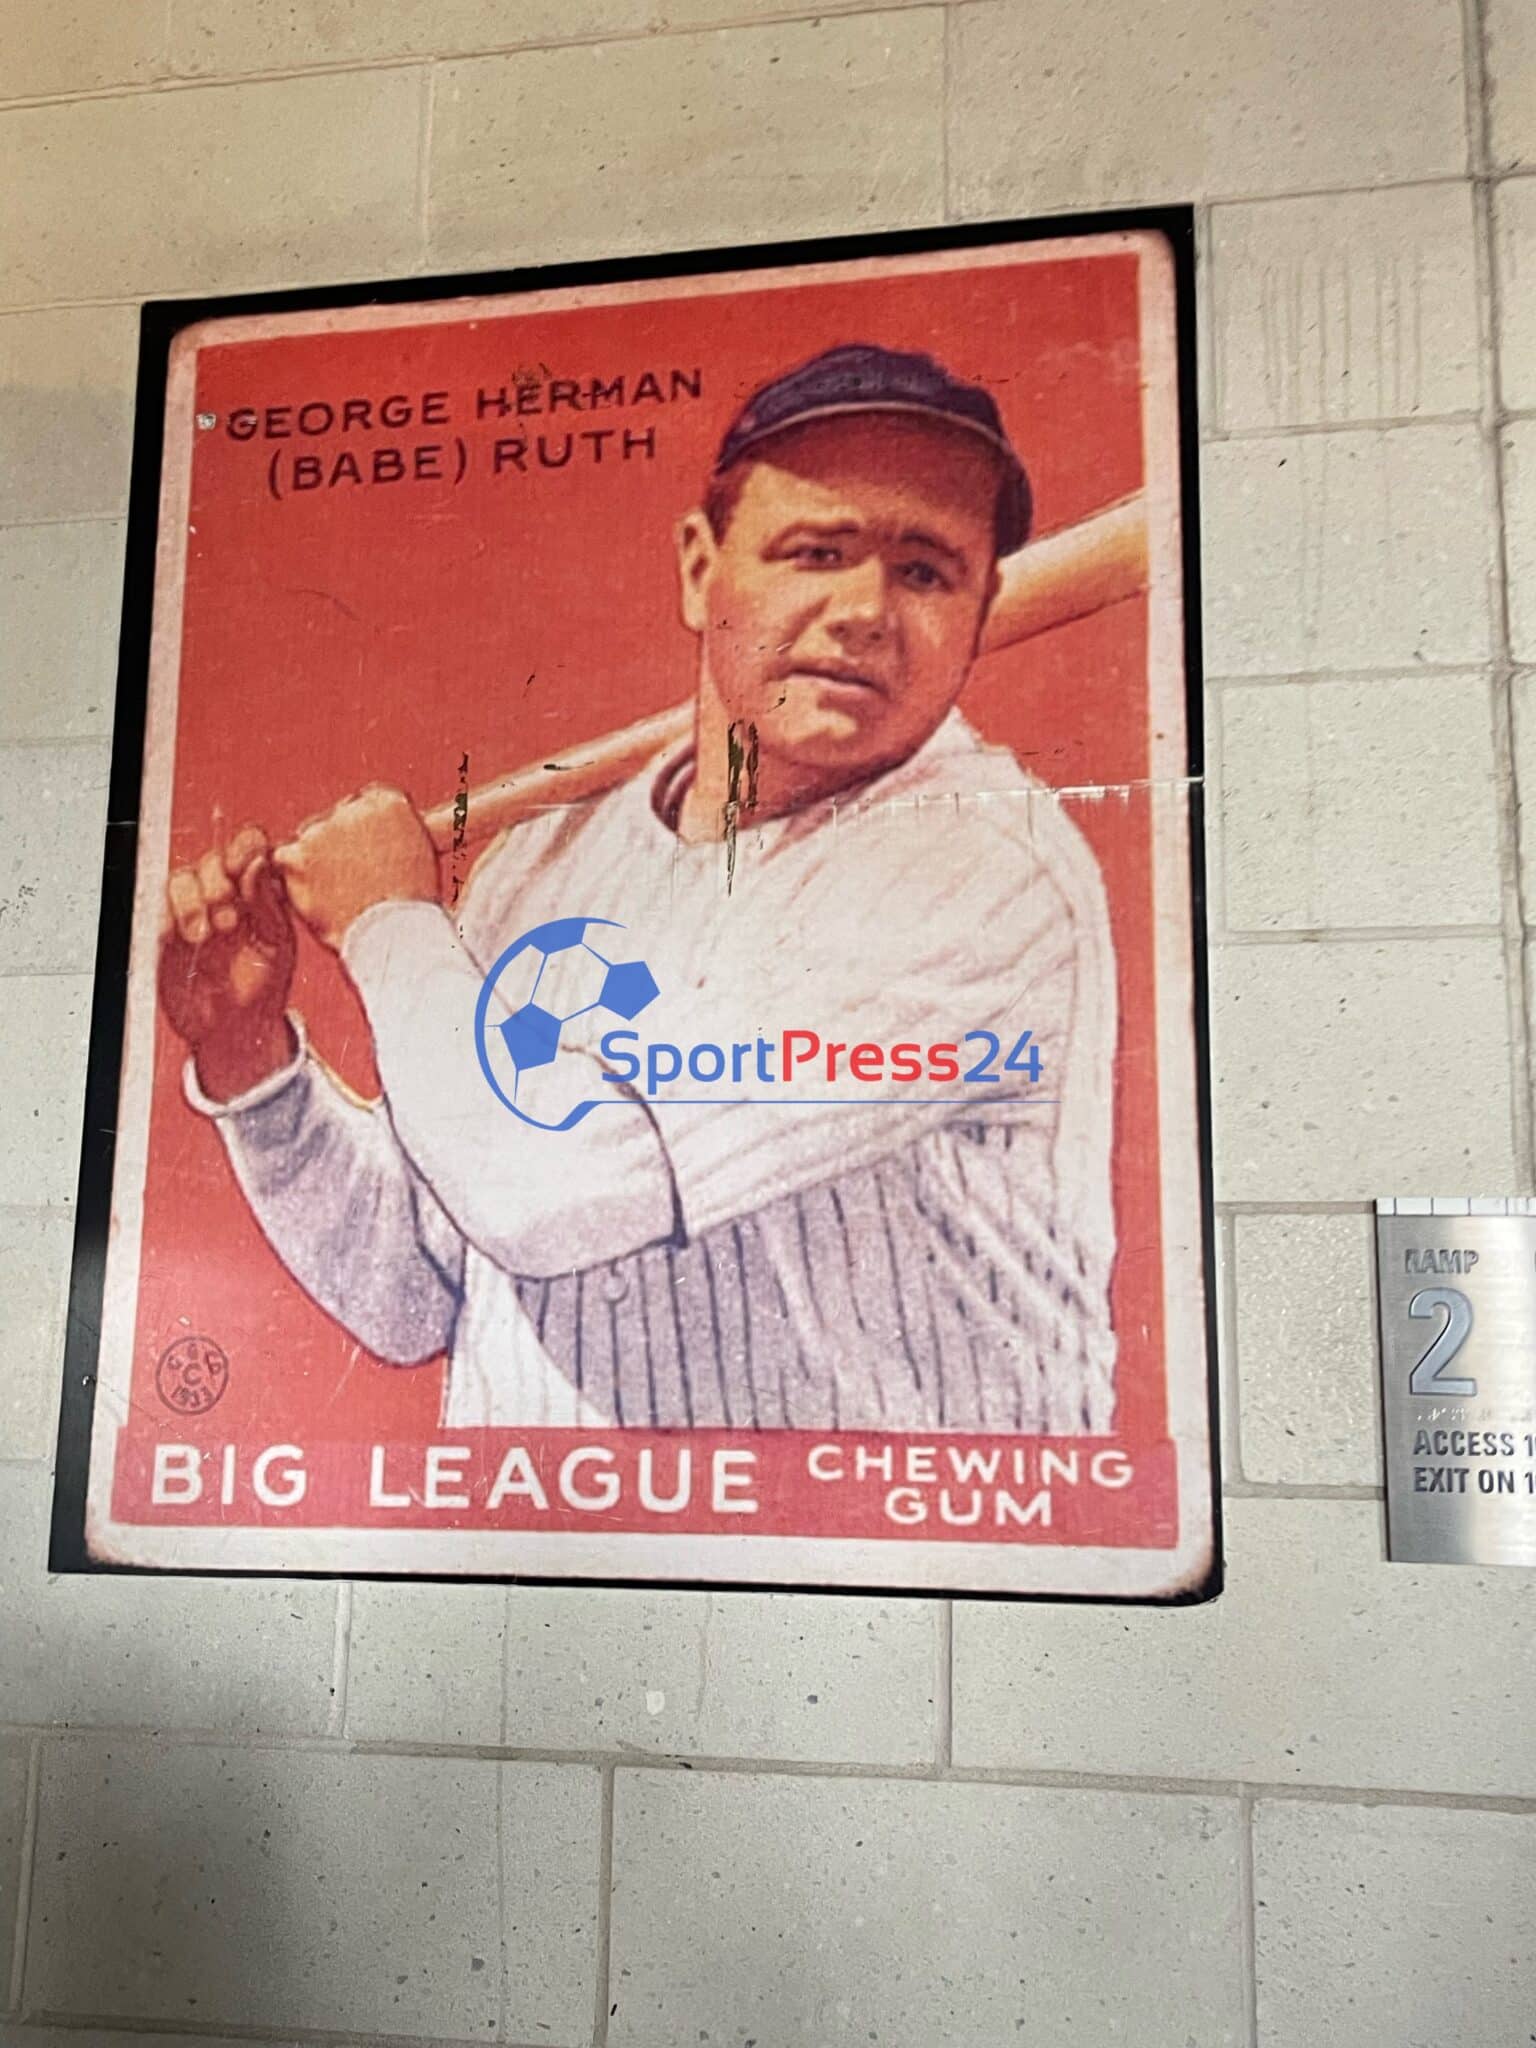 GEORGE HERMAN
(BABE) RUTH
SportPress24
BIG LEAGUE
CHEWING
GUM
RAMP
2
ACCESS
EXIT ON